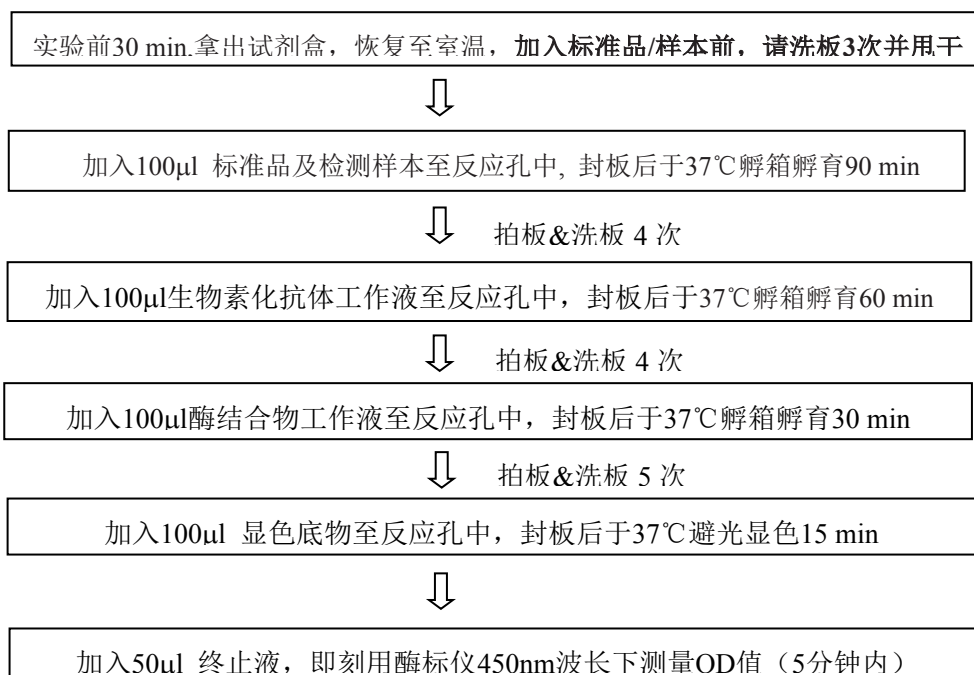 实验前30 min.拿出试剂盒，恢复至室温，加入标准品/样本前，请洗板3次并甩干
加入100μl 标准品及检测样本至反应孔中, 封板后于37℃孵箱孵育90 min
拍板&洗板 4 次
加入100μl生物素化抗体工作液至反应孔中，封板后于37℃孵箱孵育60 min
拍板&洗板 4 次
加入100μl酶结合物工作液至反应孔中，封板后于37℃孵箱孵育30 min
拍板&洗板 5 次
加入100μl 显色底物至反应孔中，封板后于37℃避光显色15 min
加入50μl 终止液，即刻用酶标仪450nm波长下测量OD值（5分钟内）